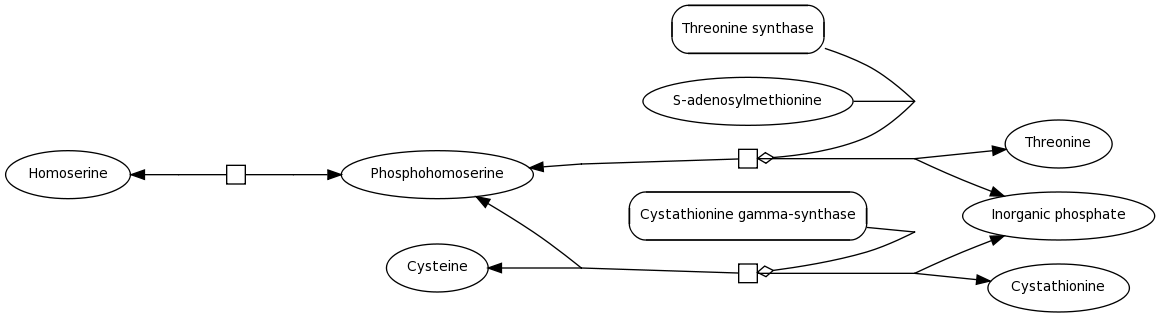 Threonine synthase
S-adenosylmethionine
Threonine
Homoserine
Phosphohomoserine
Cystathionine gamma-synthase
Inorganic phosphate
Cysteine
Cystathionine